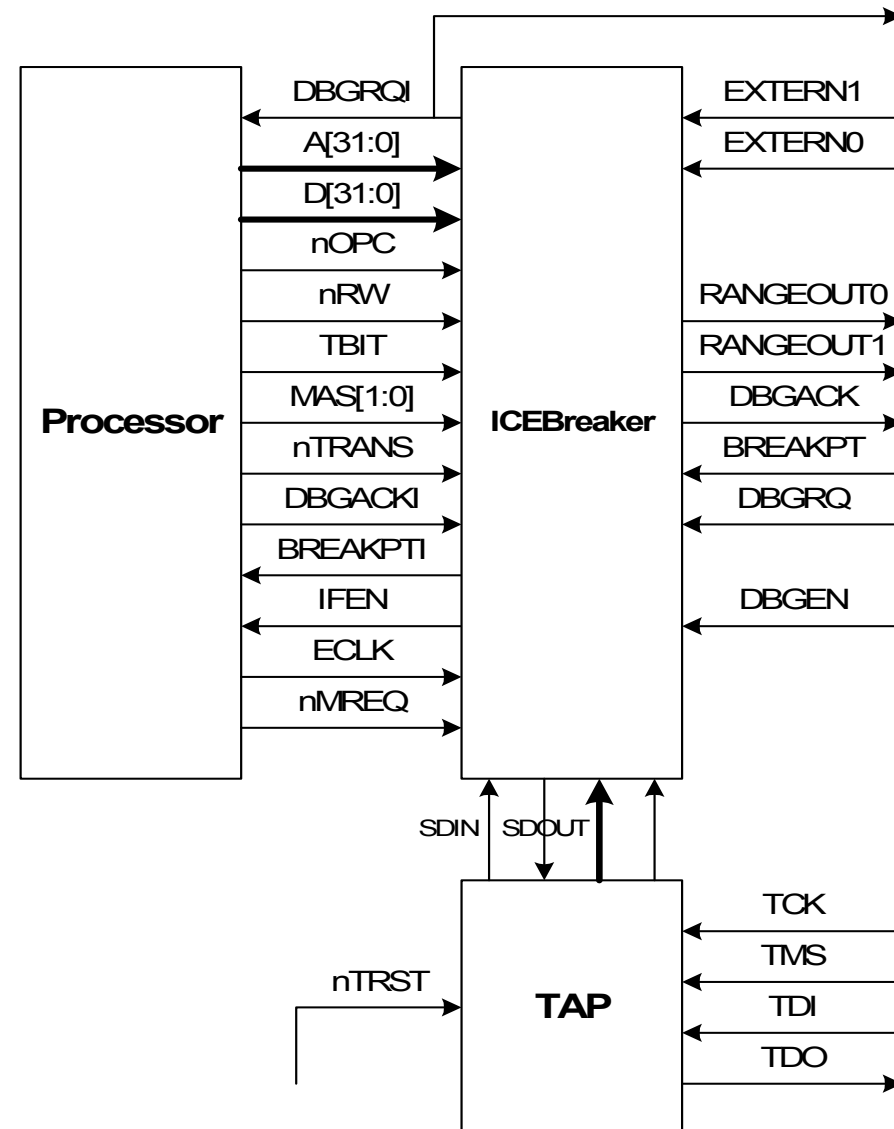 DBGRQI
EXTERN1
A[31:0]
EXTERN0
D[31:0]
nOPC
nRW
RANGEOUT0
TBIT
RANGEOUT1
MAS[1:0]
DBGACK
Processor
ICEBreaker
nTRANS
BREAKPT
DBGACKI
DBGRQ
BREAKPTI
IFEN
DBGEN
ECLK
nMREQ
SDIN
SDOUT
TCK
TMS
nTRST
TAP
TDI
TDO